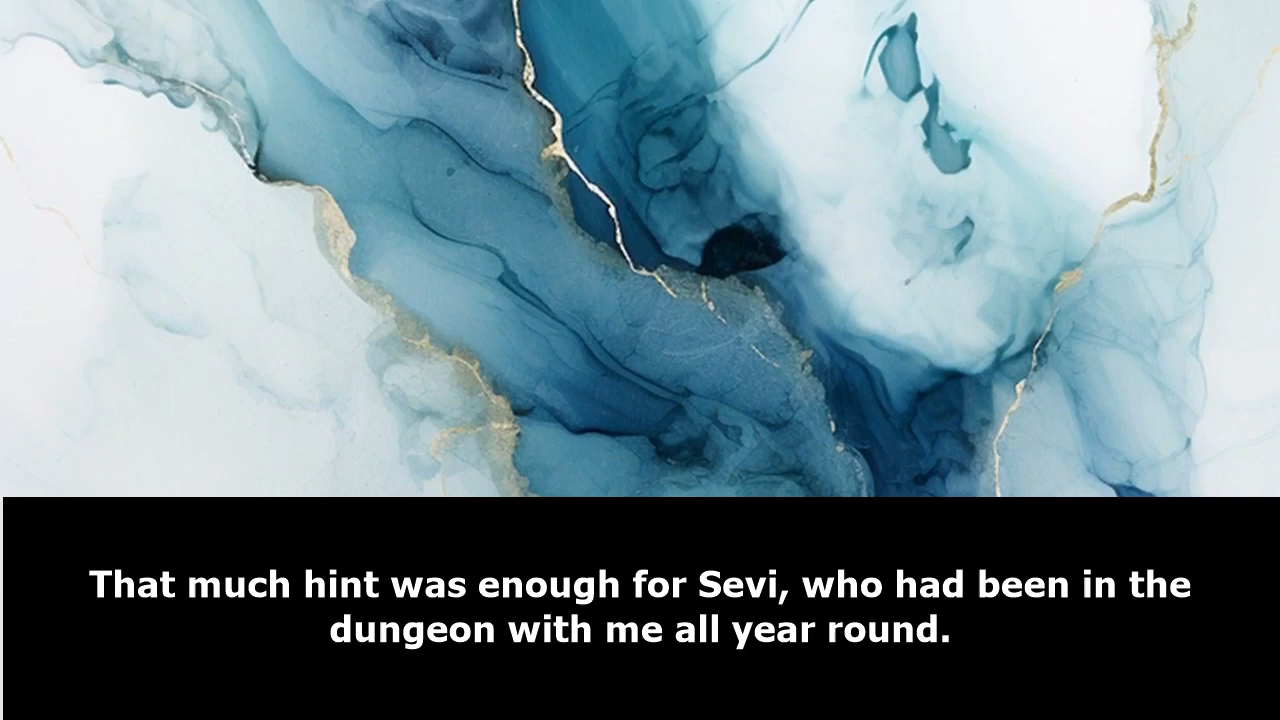 That much hint was enough for Sevi, who had been in the
dungeon with me all year round.